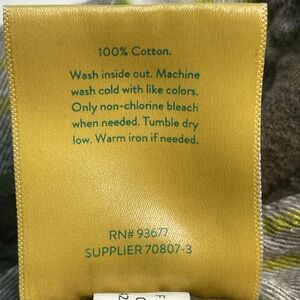 100% Cotton.
Wash inside out. Machine
wash cold with like colors.
Only non-chlorine bleach
when needed. Tumble dry
low. Warm iron if needed.
RN# 93677
SUPPLIER 70807-3